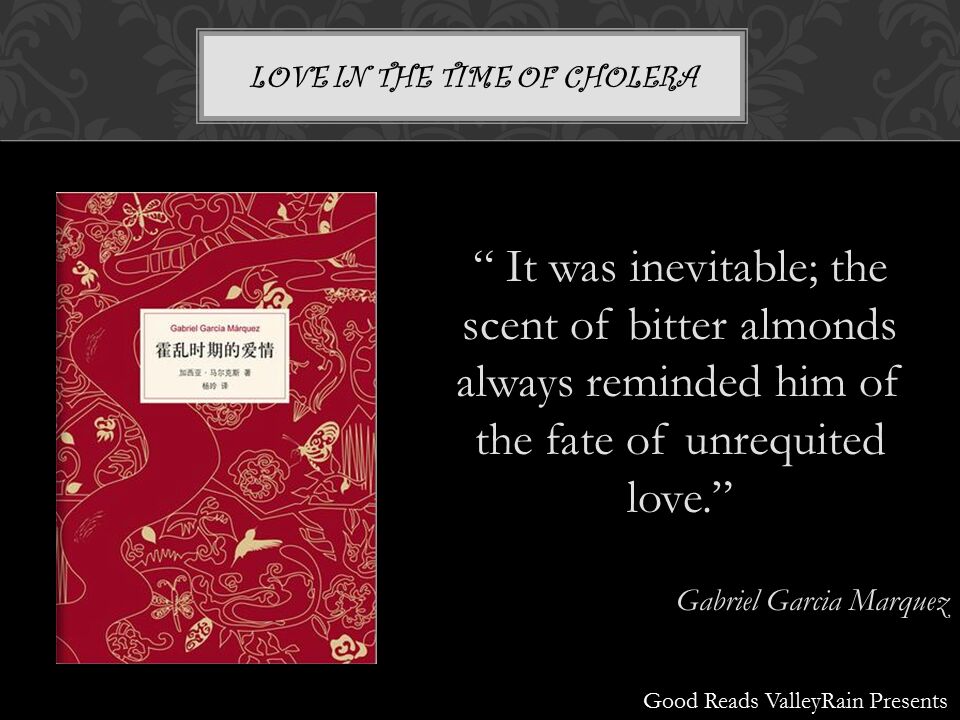 LOVE IN THE TIME OF CHOLERA
Gabriel García Márquez
霍乱时期的爱情
加西亚·马尔克斯 著
杨玲 译
“ It was inevitable; the
scent of bitter almonds
always reminded him of
the fate of unrequited
love.”
Gabriel Garcia Marquez
Good Reads ValleyRain Presents